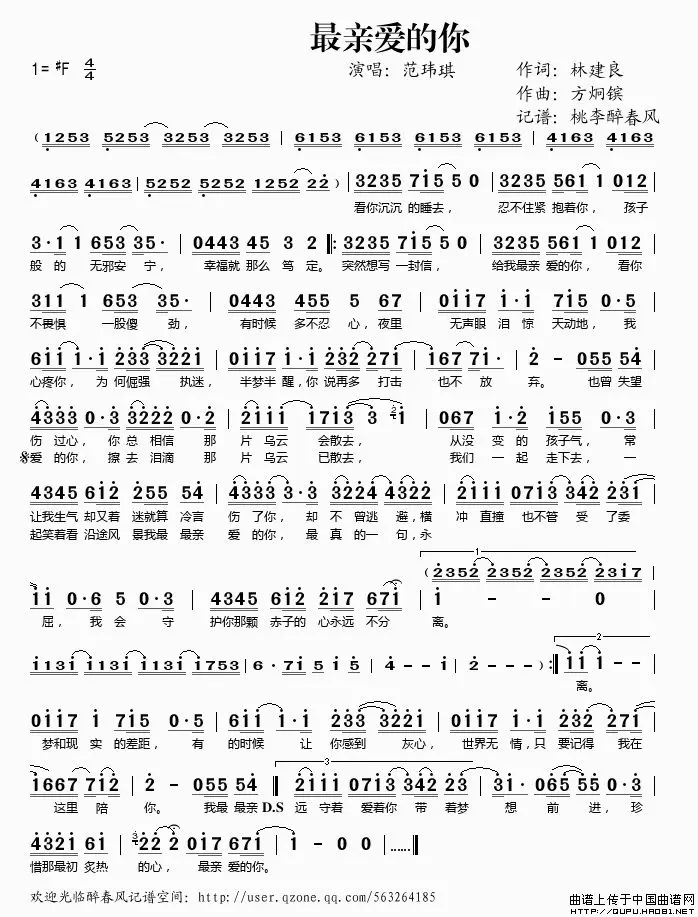 最亲爱的你
1= #F 4/4 演唱：范玮琪 作词：林建良
作曲：方炯镔
记谱：桃李醉春风
(1253 5253 3253 3253 | 6153 6153 6153 6153 | 4163 4163
4163 4163 | 5252 5252 1252 22) | 3235 715 5 0 | 3235 561 1 012 |
看你沉沉 的睡去， 忍不住紧 抱着你， 孩子
3·1 1 653 35· | 0443 45 3 2 ‖: 3235 715 5 0 | 3235 561 1 012 |
般 的 无邪安 宁， 幸福就 那么 笃 定。突然想写 一封信， 给我最亲 爱的你， 看你
311 1 653 35· | 0443 455 5 67 | 0117 1·1 715 0·5 |
不畏惧 一股傻 劲， 有时候 多不忍 心，夜里 无声眼 泪 惊 天动地， 我
611 1·1 233 3221 | 0117 11 0·1 232 271 | 167 71· | 2 - 055 54 |
心疼你， 为 何倔强 执迷， 半梦半 醒，你 说再多 打击 也不 放 弃。 也曾 失望
4333 0·3 3222 0·2 | 2111 1713 3 1 | 067 1·2 155 0·5 |
伤 过心， 你 总 相信 那 片 乌云 会散去， 从没 变 的 孩子气， 常
爱 的你， 擦 去 泪滴 那 片 乌云 已散去， 我们 一 起 走下去， 一
4345 612 255 54 | 4333 3·3 2224 4322 | 2111 0713 342 231 |
让我生气 却又着 迷就算 冷言 伤 了你， 却 不 曾逃 避，横 冲 直撞 也不管 受 了委
起笑着看 沿途风 景我最 最亲 爱 的你， 最 真的 一 句，永
1
(2352 2352 2352 2317
11 0·6 5 0·3 | 4345 612 2217 671 | 1 - - 0 |
屈， 我 会 守 护你那颗 赤子的 心永远 不分 离。
1131 1131 1131 1753 | 6·71 515 | 4 - - 1 | 2 - - - ) :‖ 11 1 - - |
2
离。
0117 1 715 0·5 | 611 1·1 233 3221 | 0117 11 0·1 232 271 |
梦和现 实 的差距， 有 的时候 让 你感到 灰心， 世界无 情，只 要记得 我在
1667 712 | 2 - 055 54 ‖ 2111 0713 342 2 | 31·0 065 55 0·3 |
3
这里 陪 你。 我最 最亲 D.S 远 守着 爱着你 带 着梦 想 前 进，珍
4321 61 | 22 2 017 671 | 1 - 0 0 |……‖
惜那最初 炙热 的心， 最亲 爱的你。
欢迎光临醉春风记谱空间：http://user.qzone.qq.com/563264185
曲谱上传于中国曲谱网
HTTP://QUPU.HAO81.NET